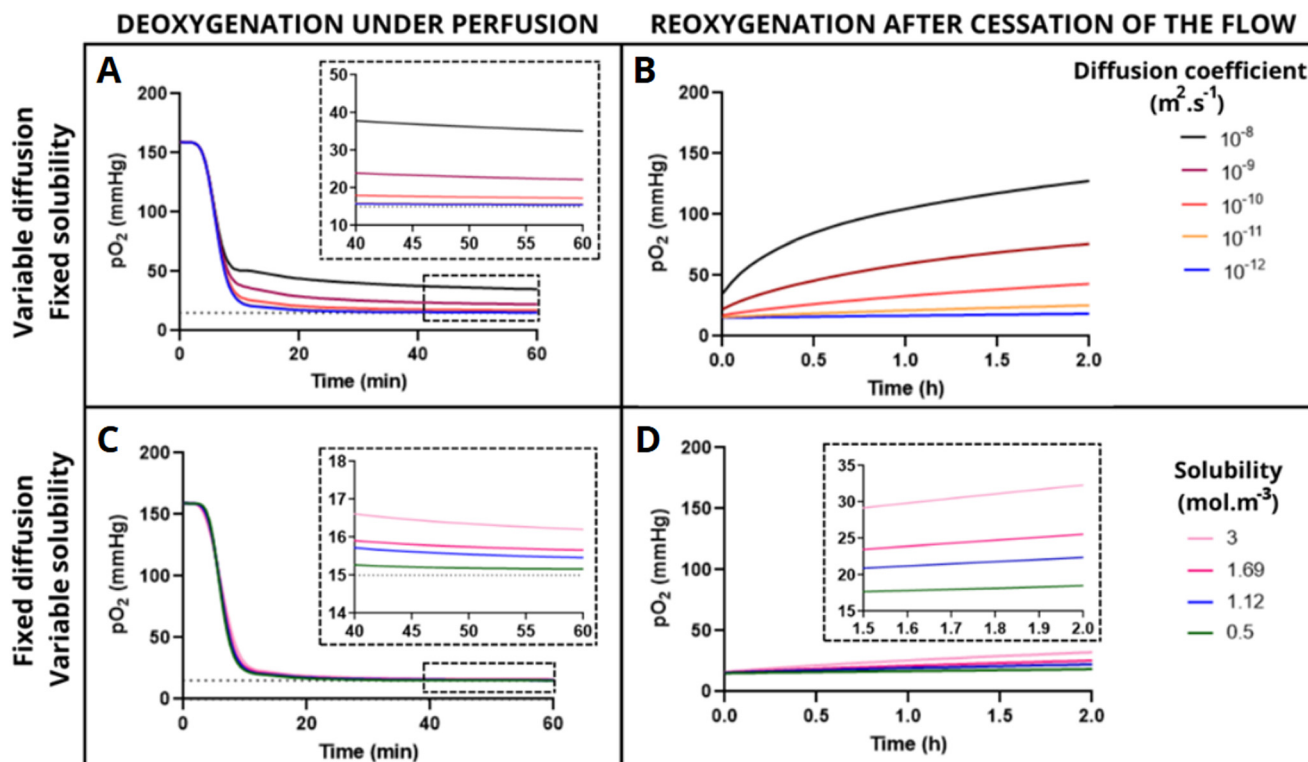 DEOXYGENATION UNDER PERFUSION
REOXYGENATION AFTER CESSATION OF THE FLOW
Variable diffusion
Fixed solubility
A
200
150
100
50
0
pO2 (mmHg)
0 20 40 60
Time (min)
50
40
30
20
10
40 45 50 55 60
B
200
150
100
50
0
pO2 (mmHg)
0.0 0.5 1.0 1.5 2.0
Time (h)
Diffusion coefficient
(m2.s-1)
10-8
10-9
10-10
10-11
10-12
Fixed diffusion
Variable solubility
C
200
150
100
50
0
pO2 (mmHg)
0 20 40 60
Time (min)
18
17
16
15
14
40 45 50 55 60
D
200
150
100
50
0
pO2 (mmHg)
0.0 0.5 1.0 1.5 2.0
Time (h)
35
30
25
20
15
1.5 1.6 1.7 1.8 1.9 2.0
Solubility
(mol.m-3)
3
1.69
1.12
0.5